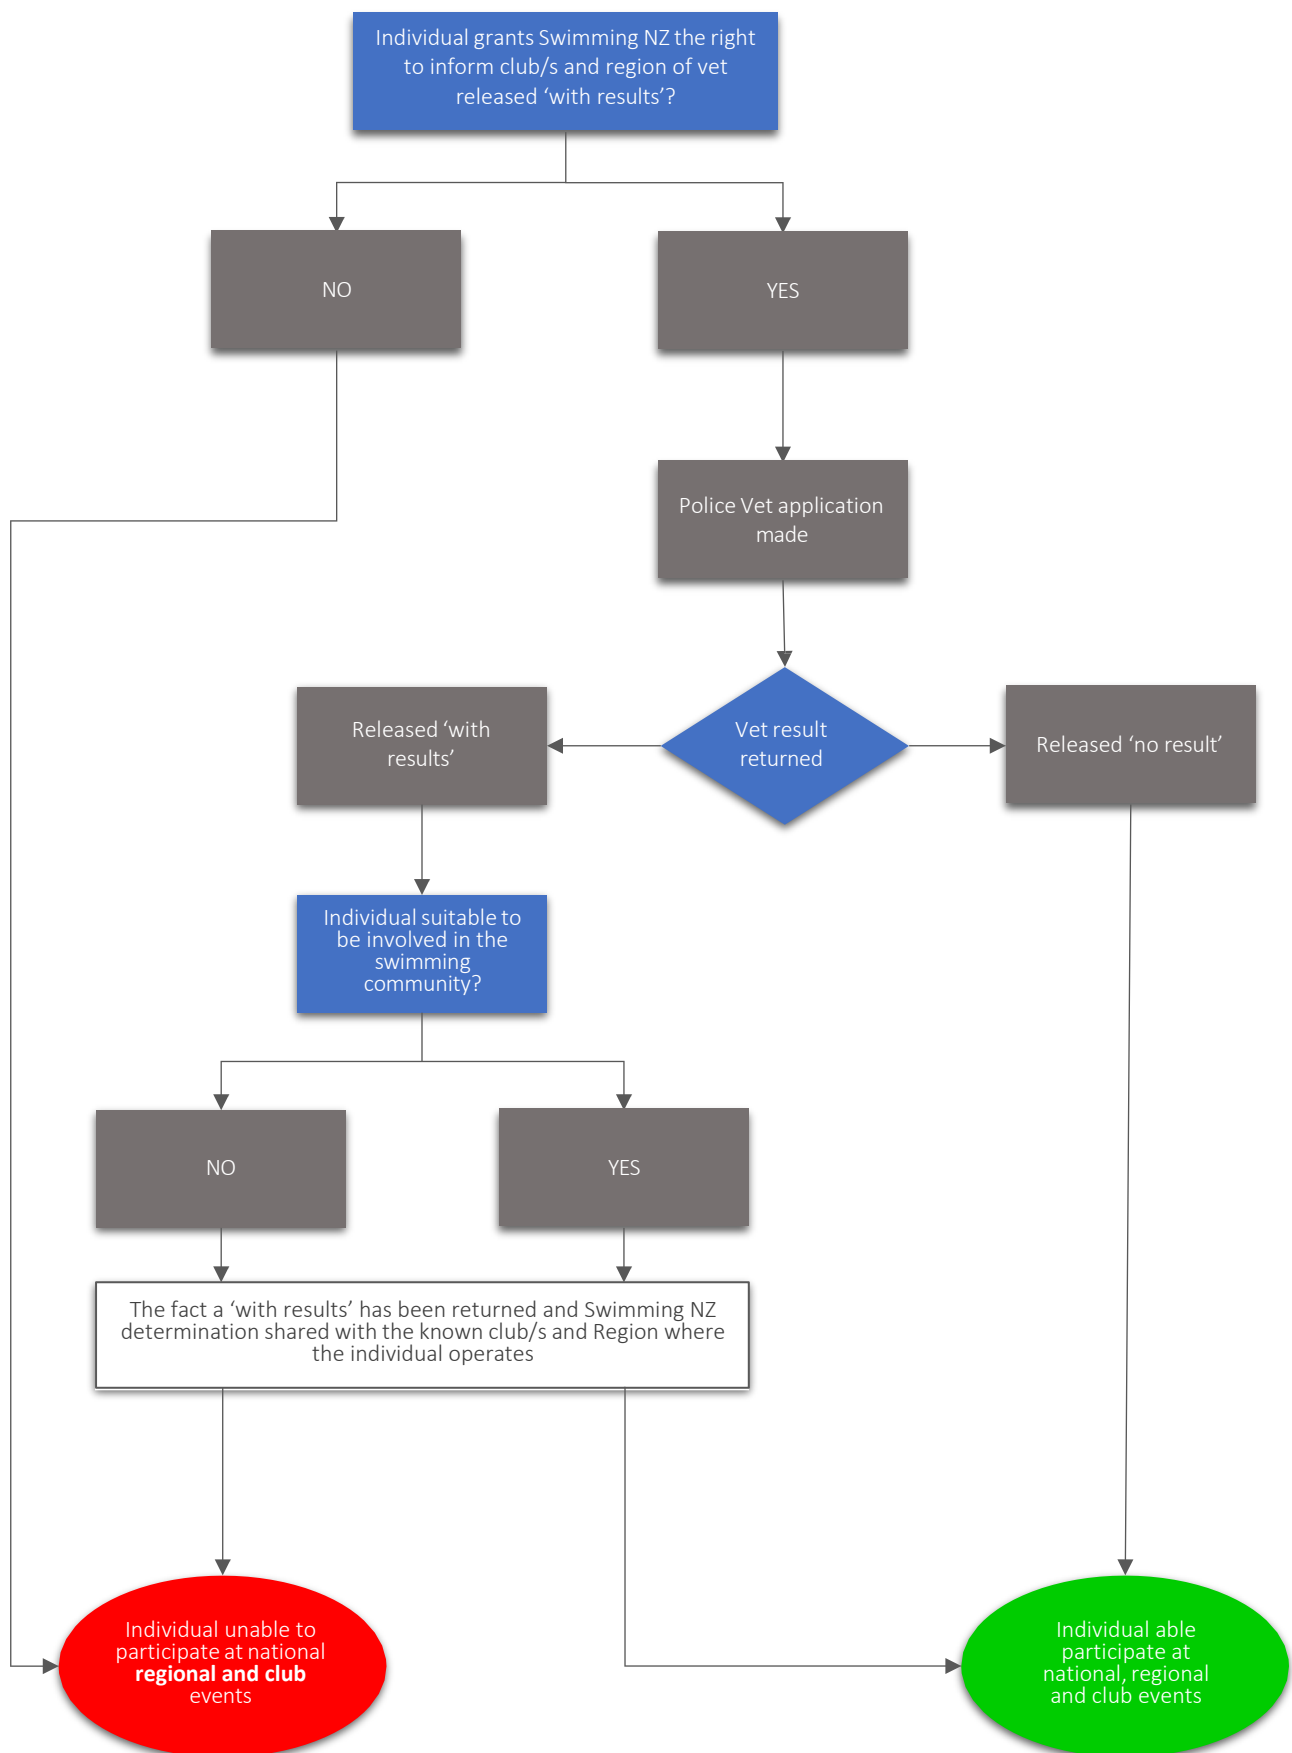 Individual grants Swimming NZ the right
to inform club/s and region of vet
released ‘with results’?
NO
YES
Police Vet application
made
Released ‘with
results’
Vet result
returned
Released ‘no result’
Individual suitable to
be involved in the
swimming
community?
NO
YES
The fact a ‘with results’ has been returned and Swimming NZ
determination shared with the known club/s and Region where
the individual operates
Individual unable to
participate at national
regional and club
events
Individual able
participate at
national, regional
and club events